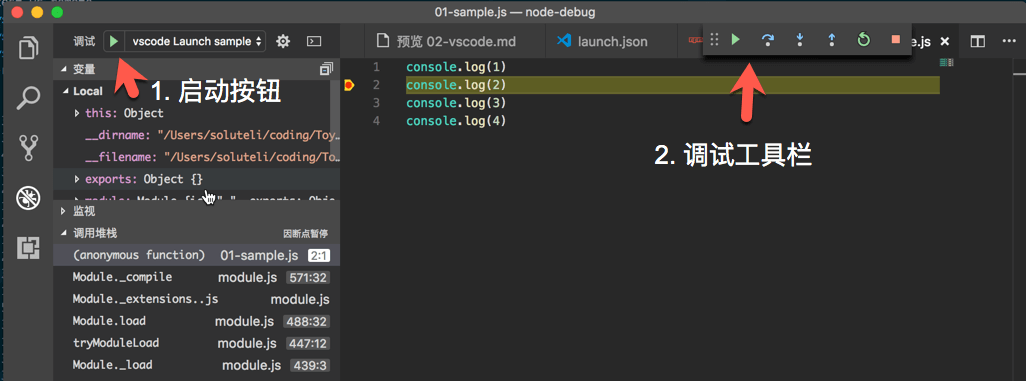 01-sample.js — node-debug
调试 vscode Launch sample
预览 02-vscode.md
launch.json
e.js
变量
Local
this: Object
__dirname: "/Users/soluteli/coding/Toy…
__filename: "/Users/soluteli/coding/To…
exports: Object {}
监视
调用堆栈 因断点暂停
(anonymous function) 01-sample.js 2:1
Module._compile module.js 571:32
Module._extensions..js module.js
Module.load module.js 488:32
tryModuleLoad module.js 447:12
Module._load module.js 439:3
1 console.log(1)
2 console.log(2)
3 console.log(3)
4 console.log(4)
1. 启动按钮
2. 调试工具栏